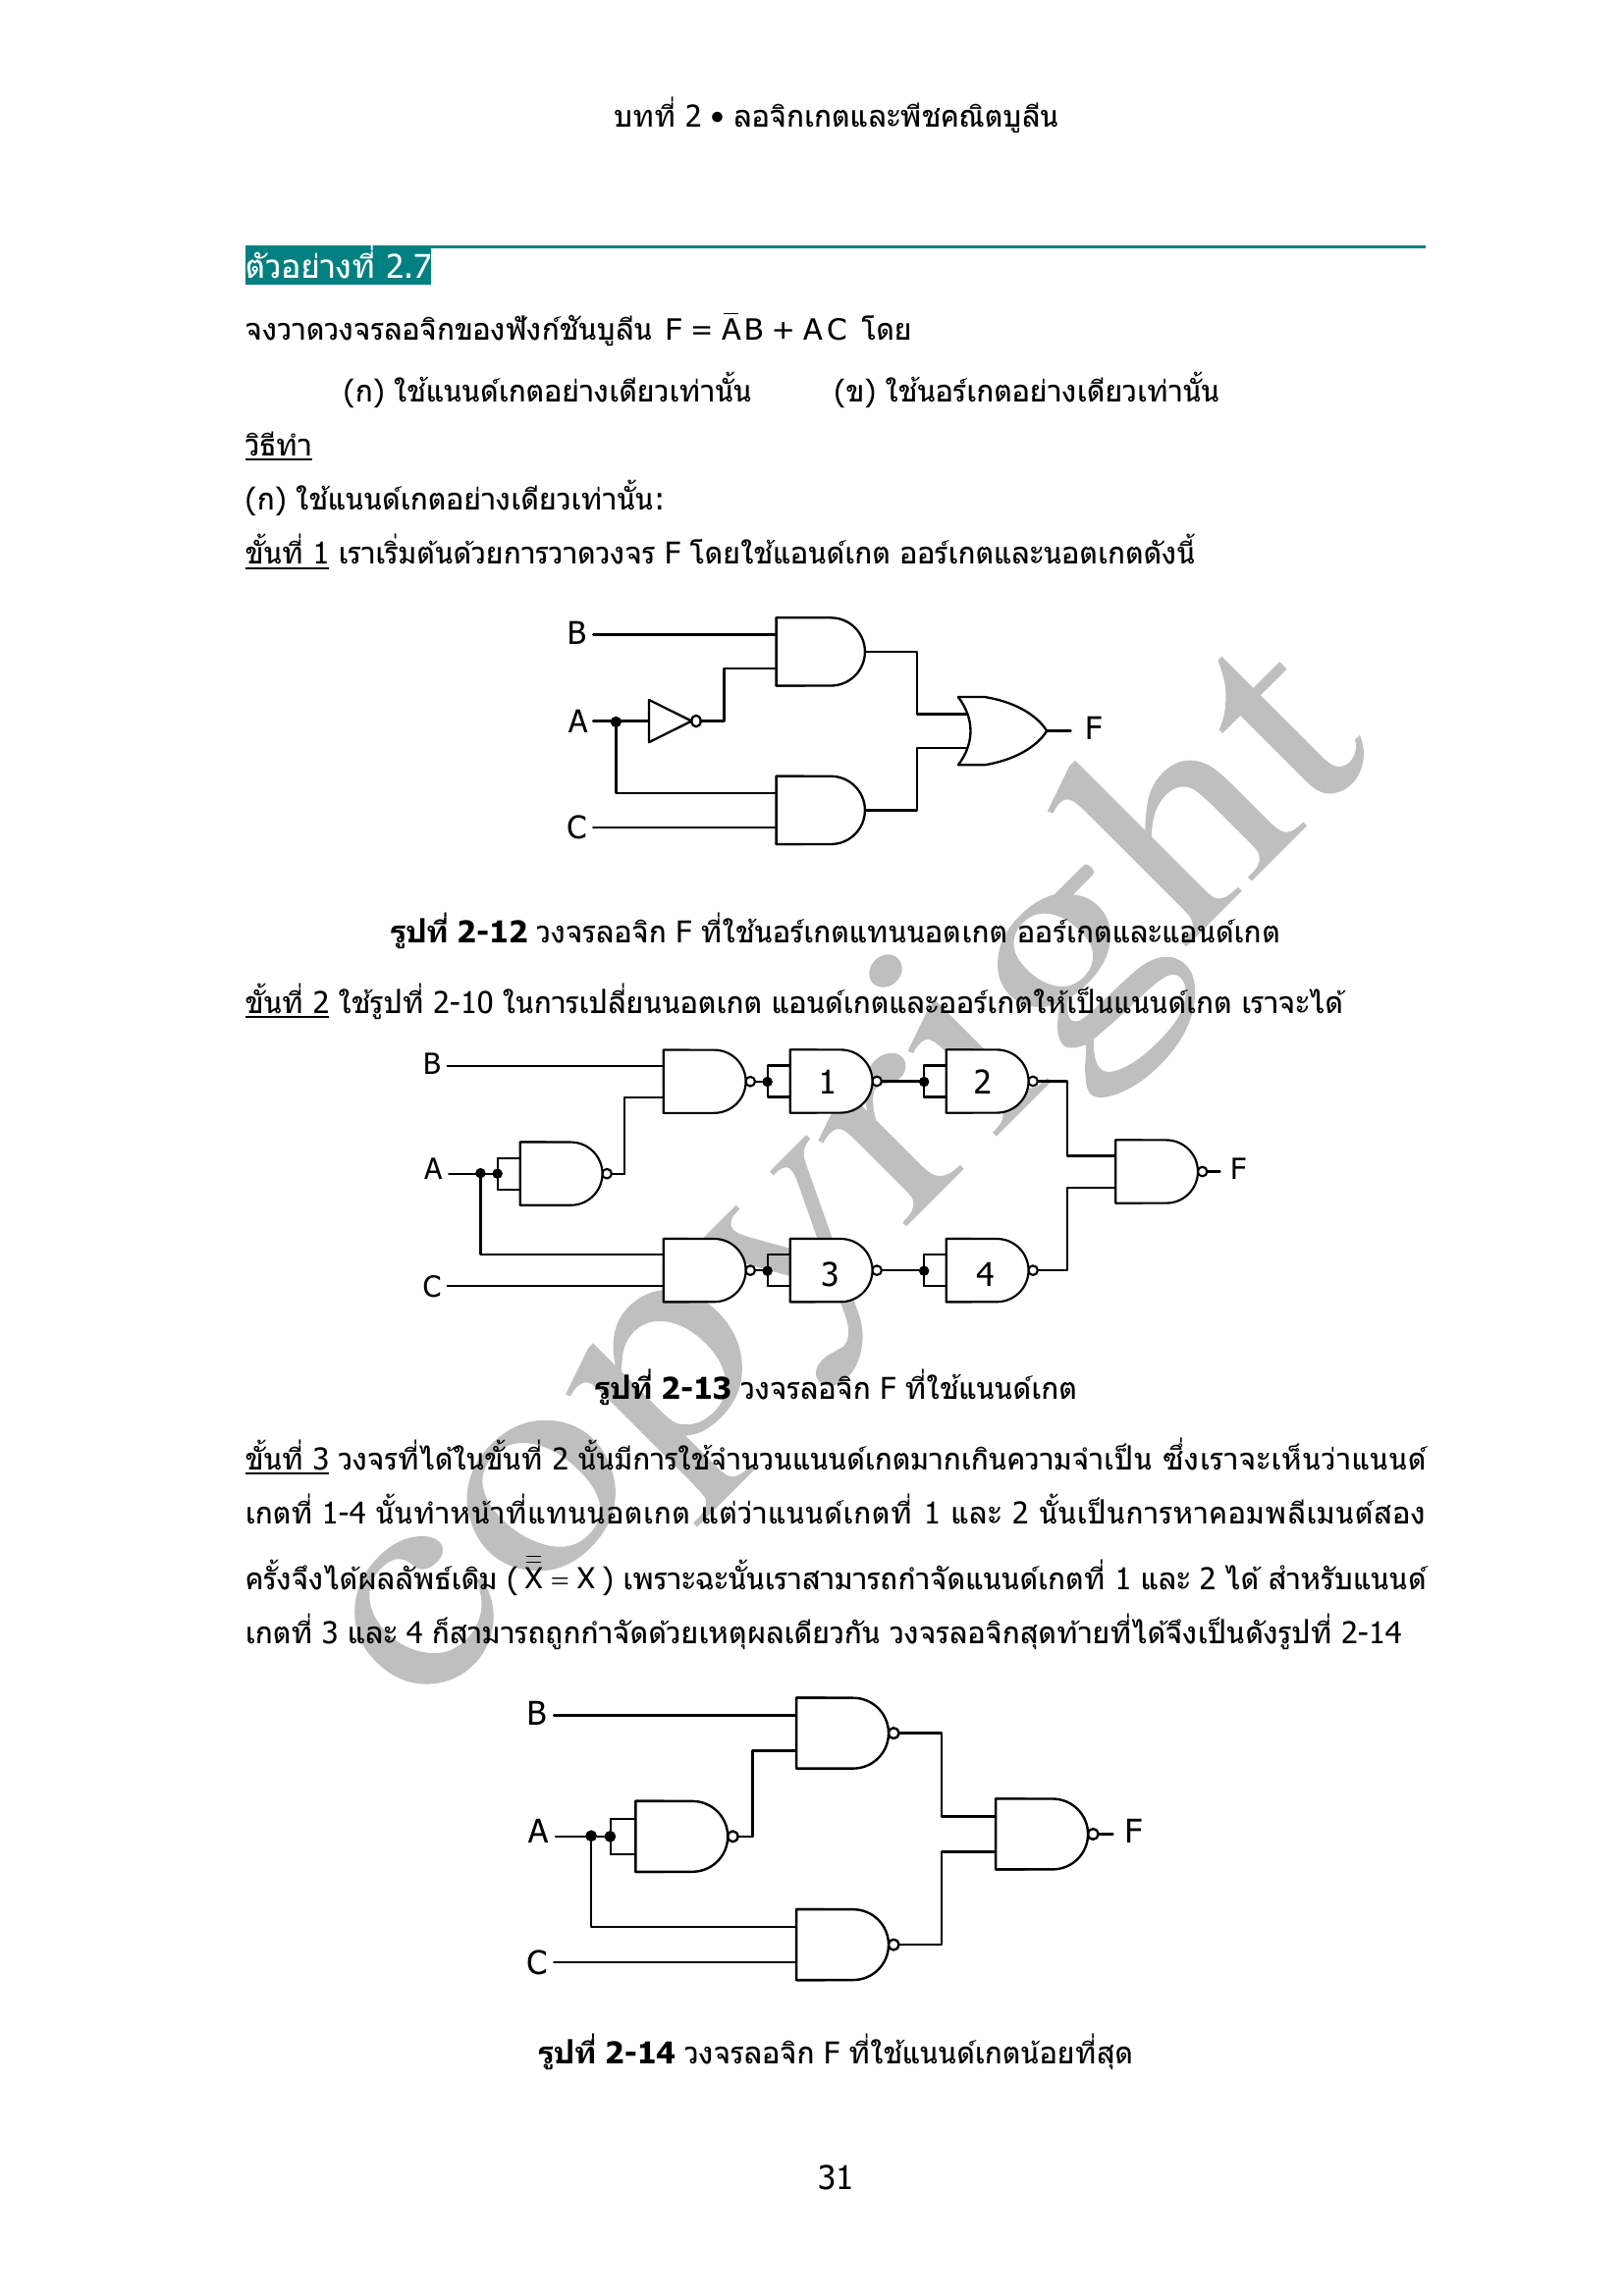 บทที่ 2 • ลอจิกเกตและพีชคณิตบูลีน
ตัวอย่างที่ 2.7
จงวาดวงจรลอจิกของฟังก์ชันบูลีน F = A̅B + AC โดย
(ก) ใช้แนนด์เกตอย่างเดียวเท่านั้น (ข) ใช้นอร์เกตอย่างเดียวเท่านั้น
วิธีทำ
(ก) ใช้แนนด์เกตอย่างเดียวเท่านั้น:
ขั้นที่ 1 เราเริ่มต้นด้วยการวาดวงจร F โดยใช้แอนด์เกต ออร์เกตและนอตเกตดังนี้
B
A
F
C
รูปที่ 2-12 วงจรลอจิก F ที่ใช้นอร์เกตแทนนอตเกต ออร์เกตและแอนด์เกต
ขั้นที่ 2 ใช้รูปที่ 2-10 ในการเปลี่ยนนอตเกต แอนด์เกตและออร์เกตให้เป็นแนนด์เกต เราจะได้
B 1 2
A F
C 3 4
รูปที่ 2-13 วงจรลอจิก F ที่ใช้แนนด์เกต
ขั้นที่ 3 วงจรที่ได้ในขั้นที่ 2 นั้นมีการใช้จำนวนแนนด์เกตมากเกินความจำเป็น ซึ่งเราจะเห็นว่าแนนด์
เกตที่ 1-4 นั้นทำหน้าที่แทนนอตเกต แต่ว่าแนนด์เกตที่ 1 และ 2 นั้นเป็นการหาคอมพลีเมนต์สอง
ครั้งจึงได้ผลลัพธ์เดิม ( X̿ = X ) เพราะฉะนั้นเราสามารถกำจัดแนนด์เกตที่ 1 และ 2 ได้ สำหรับแนนด์
เกตที่ 3 และ 4 ก็สามารถถูกกำจัดด้วยเหตุผลเดียวกัน วงจรลอจิกสุดท้ายที่ได้จึงเป็นดังรูปที่ 2-14
B
A F
C
รูปที่ 2-14 วงจรลอจิก F ที่ใช้แนนด์เกตน้อยที่สุด
31
copyright